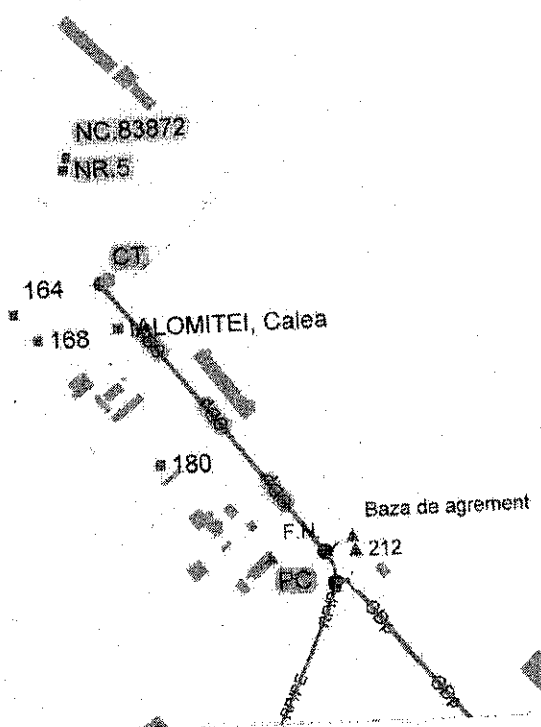 NC.83872
NR.5
CT
164
IALOMITEI, Calea
168
180
Baza de agrement
F.N
212
PC